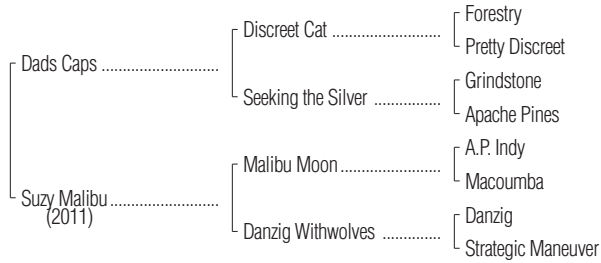 Forestry
Discreet Cat ..................
Pretty Discreet
Dads Caps ...........................
Grindstone
Seeking the Silver ................
Apache Pines
A.P. Indy
Malibu Moon.......................
Macoumba
Suzy Malibu.........................
(2011)
Danzig
Danzig Withwolves ..............
Strategic Maneuver